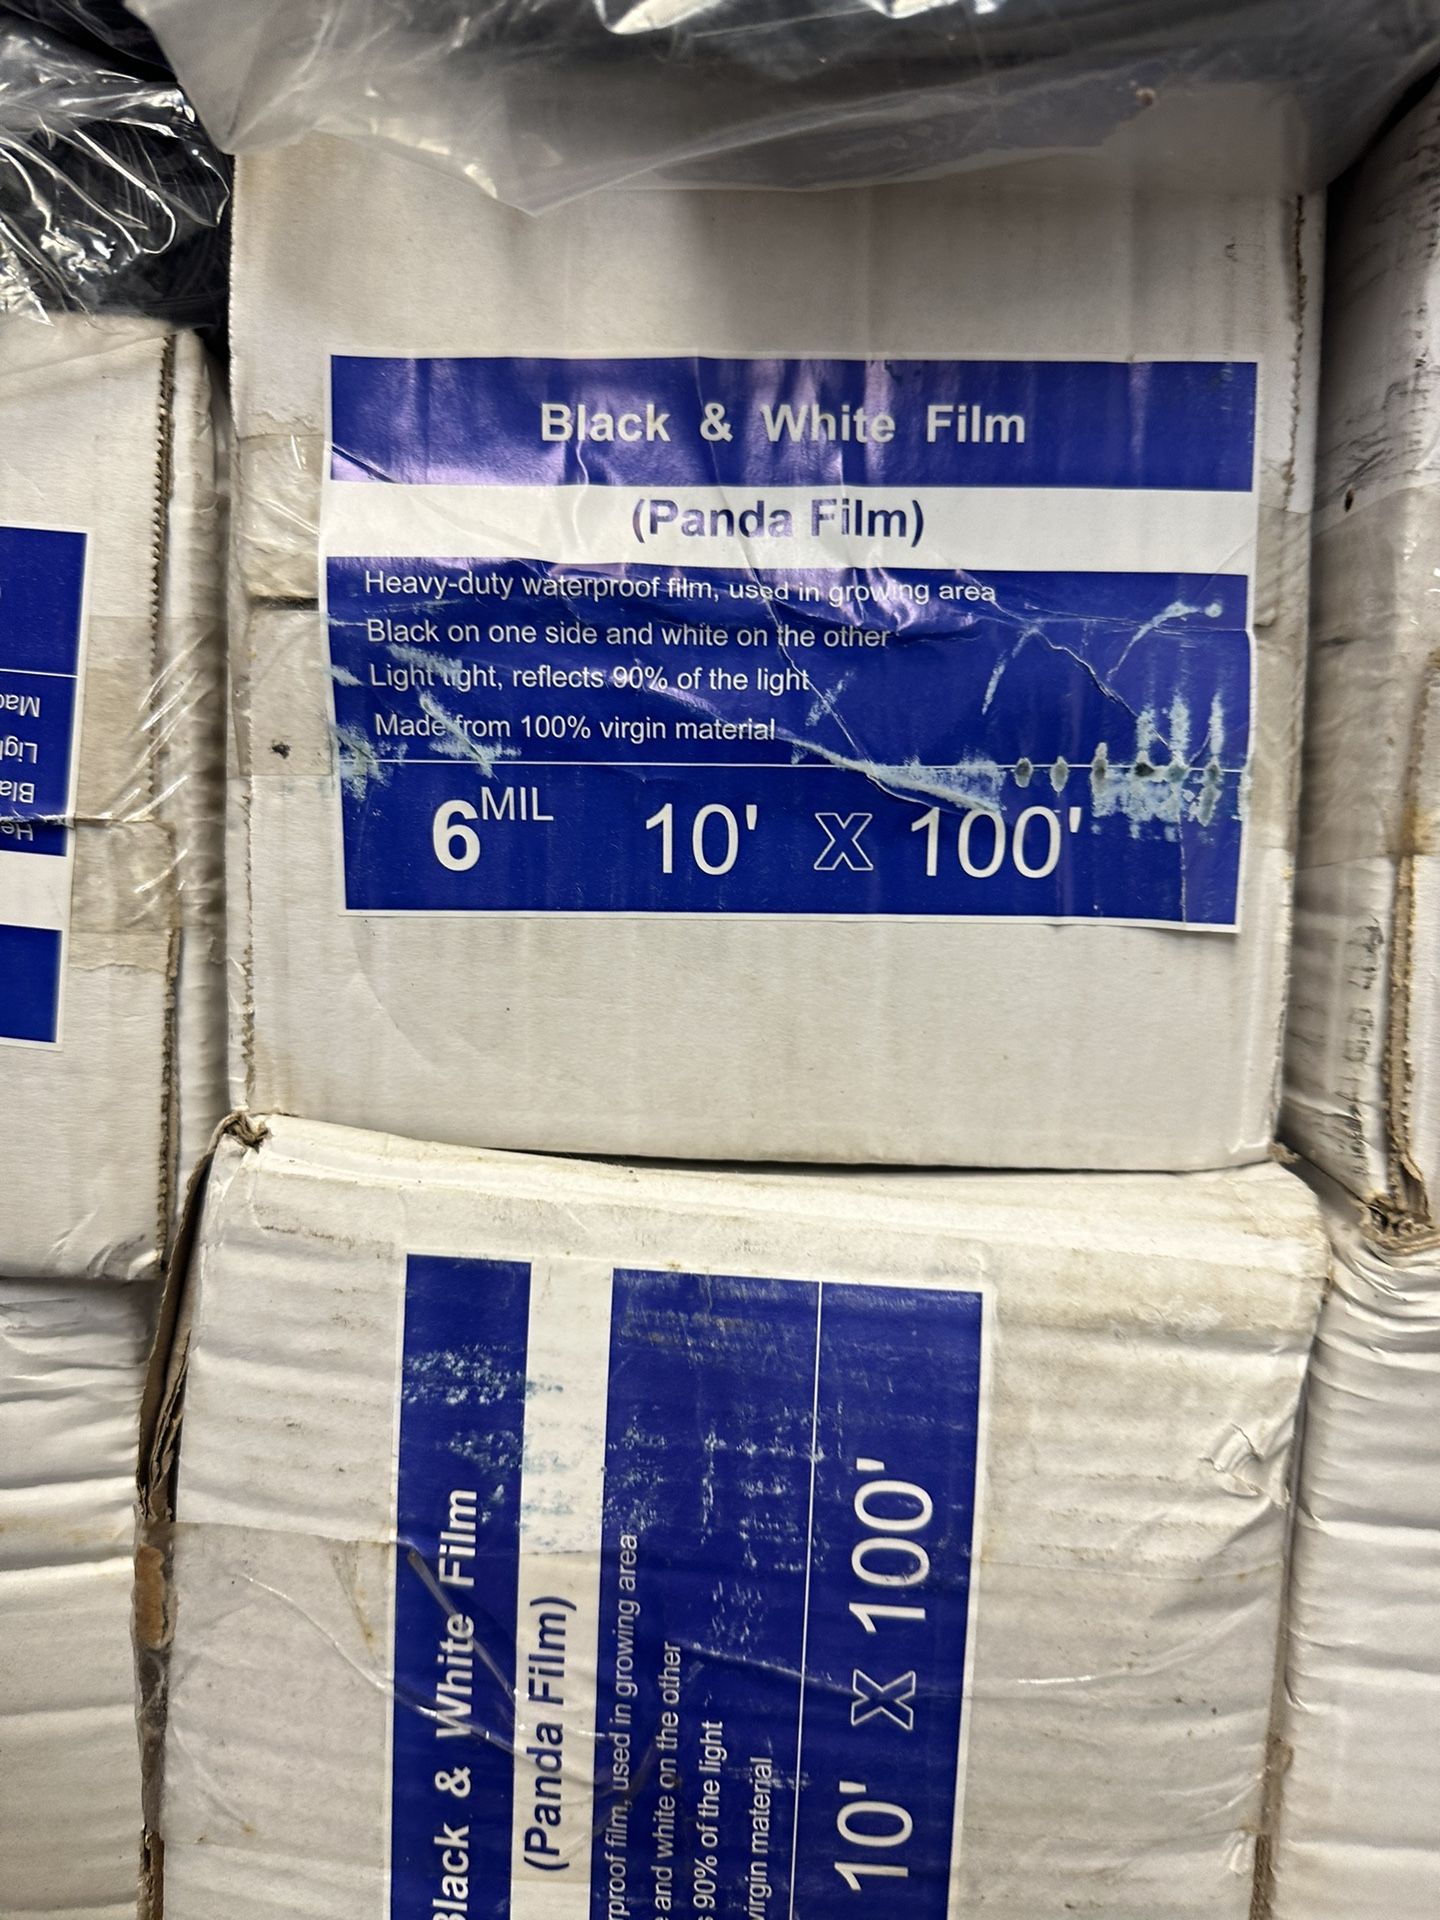 Black & White Film
(Panda Film)
Heavy-duty waterproof film, used in growing area
Black on one side and white on the other
Light tight, reflects 90% of the light
Made from 100% virgin material
6 MIL 10' X 100'
Black & White Film
(Panda Film)
film, used in growing area
and white on the other
90% of the light
virgin material
10' X 100'